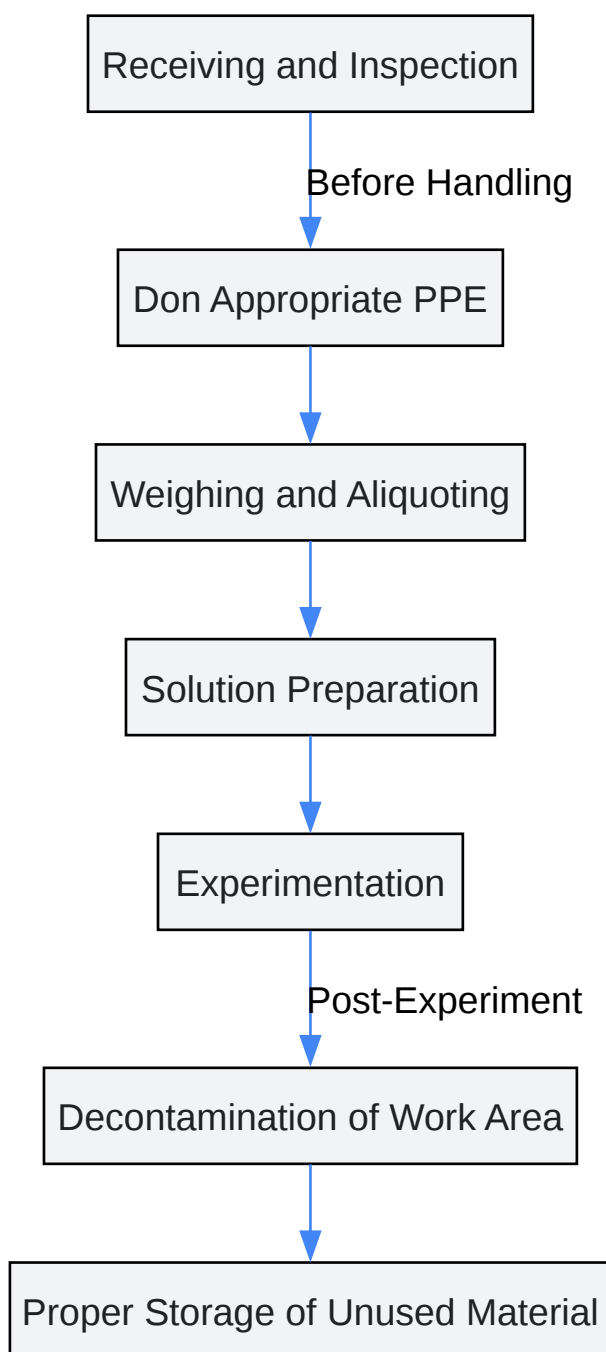 Receiving and Inspection
Before Handling
Don Appropriate PPE
Weighing and Aliquoting
Solution Preparation
Experimentation
Post-Experiment
Decontamination of Work Area
Proper Storage of Unused Material